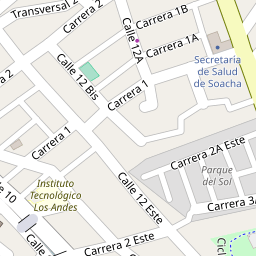 Transversal 2
Carrera 1B
Carrera 2
Calle 12A
Carrera 1A
Secretaria
de Salud
de Soacha
Calle 12 Bis
Carrera 1
Carrera 1
Carrera 2A Este
Parque
del Sol
Instituto
Tecnológico
Los Andes
Calle 12 Este
Carrera 3
Carrera 2 Este